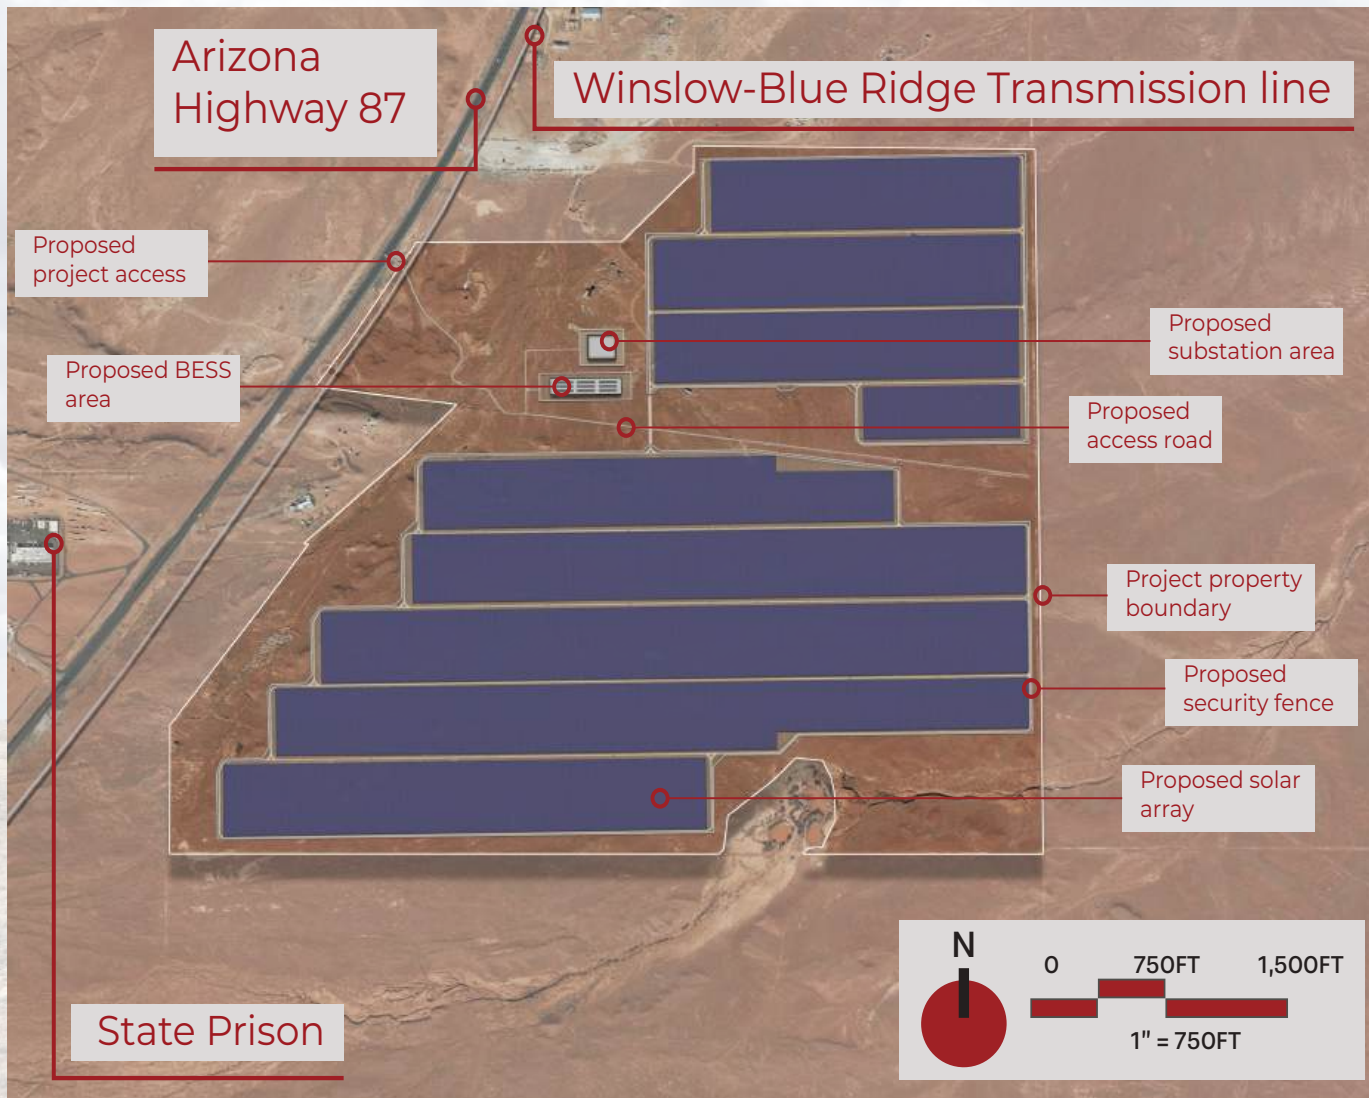 Arizona
Highway 87
Winslow-Blue Ridge Transmission line
Proposed
project access
Proposed BESS
area
Proposed
substation area
Proposed
access road
Project property
boundary
Proposed
security fence
Proposed solar
array
State Prison
N
0 750FT 1,500FT
1" = 750FT